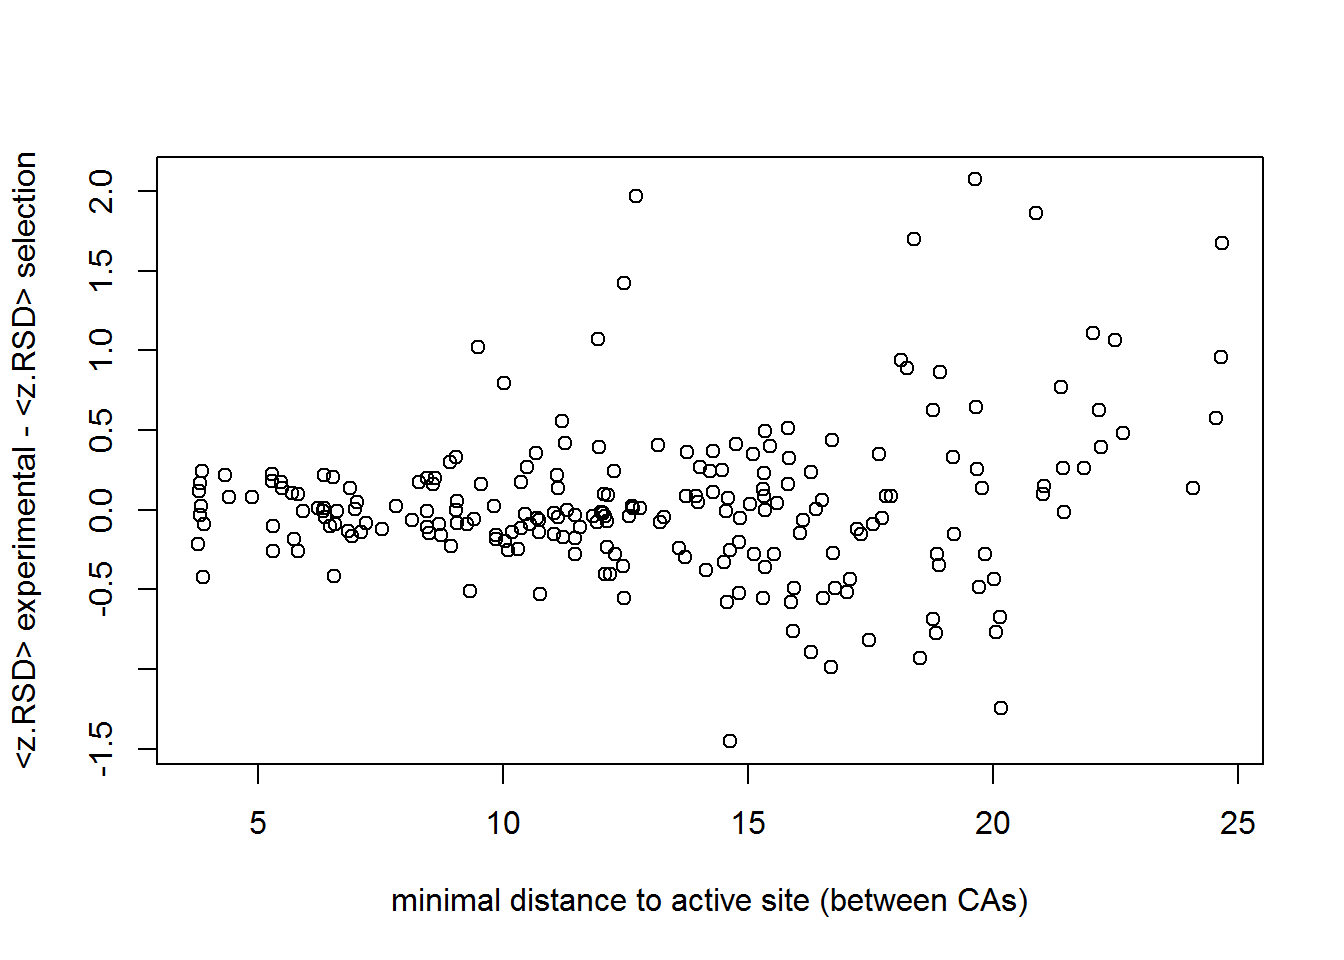 <z.RSD> experimental - <z.RSD> selection
2.0
1.5
1.0
0.5
0.0
-0.5
-1.5
5 10 15 20 25
minimal distance to active site (between CAs)